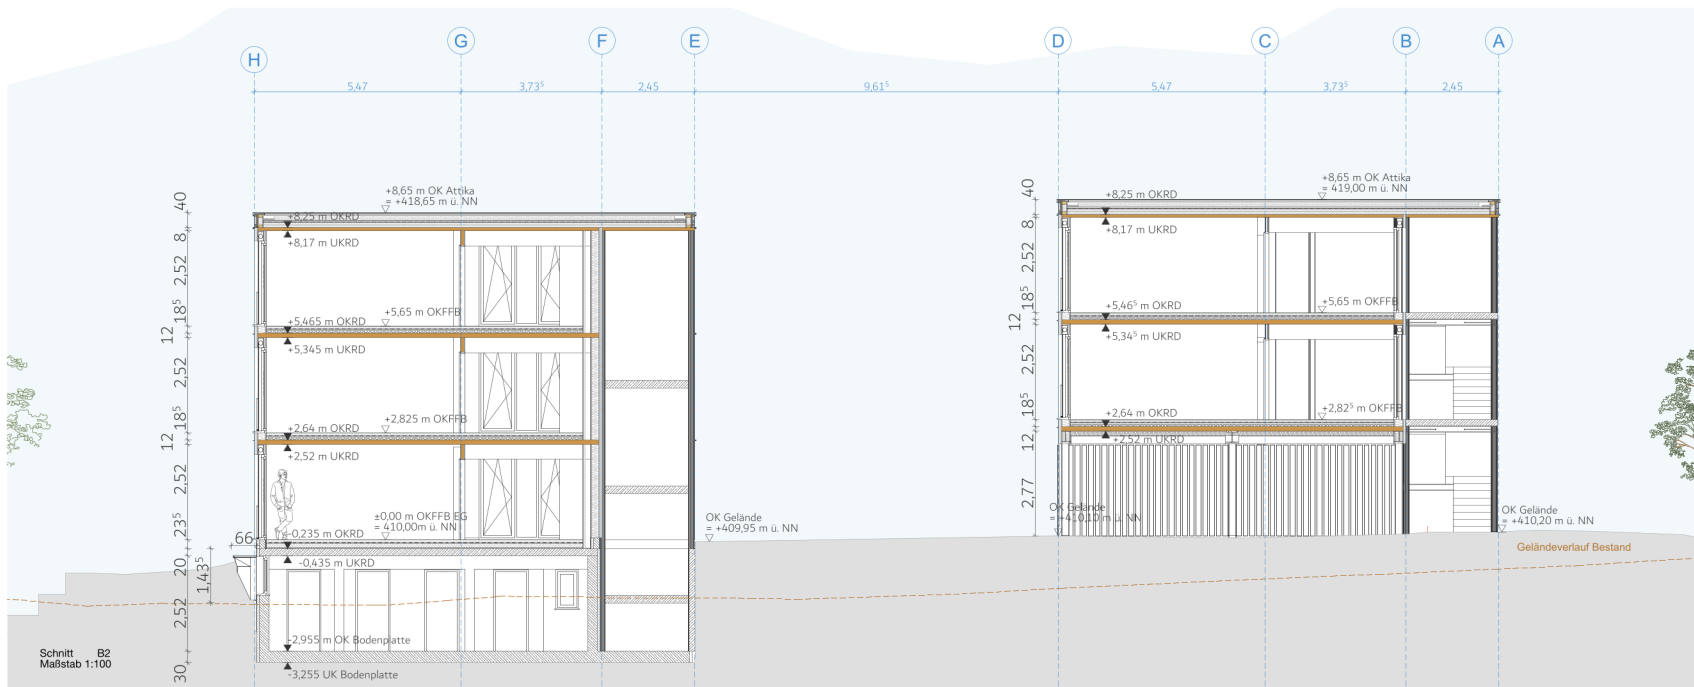 H
G
F
E
D
C
B
A
5,47
3,73⁵
2,45
9,61⁵
5,47
3,73⁵
2,45
+8,65 m OK Attika
= +418,65 m ü. NN
+8,25 m OKRD
+8,17 m UKRD
+5,65 m OKFFB
+5,465 m OKRD
+5,345 m UKRD
+2,825 m OKFFB
+2,64 m OKRD
+2,52 m UKRD
±0,00 m OKFFB EG
= 410,00m ü. NN
-0,235 m OKRD
-0,435 m UKRD
-2,955 m OK Bodenplatte
-3,255 UK Bodenplatte
40
8
2,52
18⁵
12
2,52
18⁵
12
2,52
23⁵
66
20
1,43⁵
2,52
30
OK Gelände
= +409,95 m ü. NN
+8,65 m OK Attika
= 419,00 m ü. NN
+8,25 m OKRD
+8,17 m UKRD
+5,65 m OKFFB
+5,46⁵ m OKRD
+5,34⁵ m UKRD
+2,82⁵ m OKFFB
+2,64 m OKRD
+2,52 m UKRD
40
8
2,52
18⁵
12
2,52
18⁵
12
2,77
OK Gelände
= +410,10 m ü. NN
OK Gelände
= +410,20 m ü. NN
Geländeverlauf Bestand
Schnitt B2
Maßstab 1:100